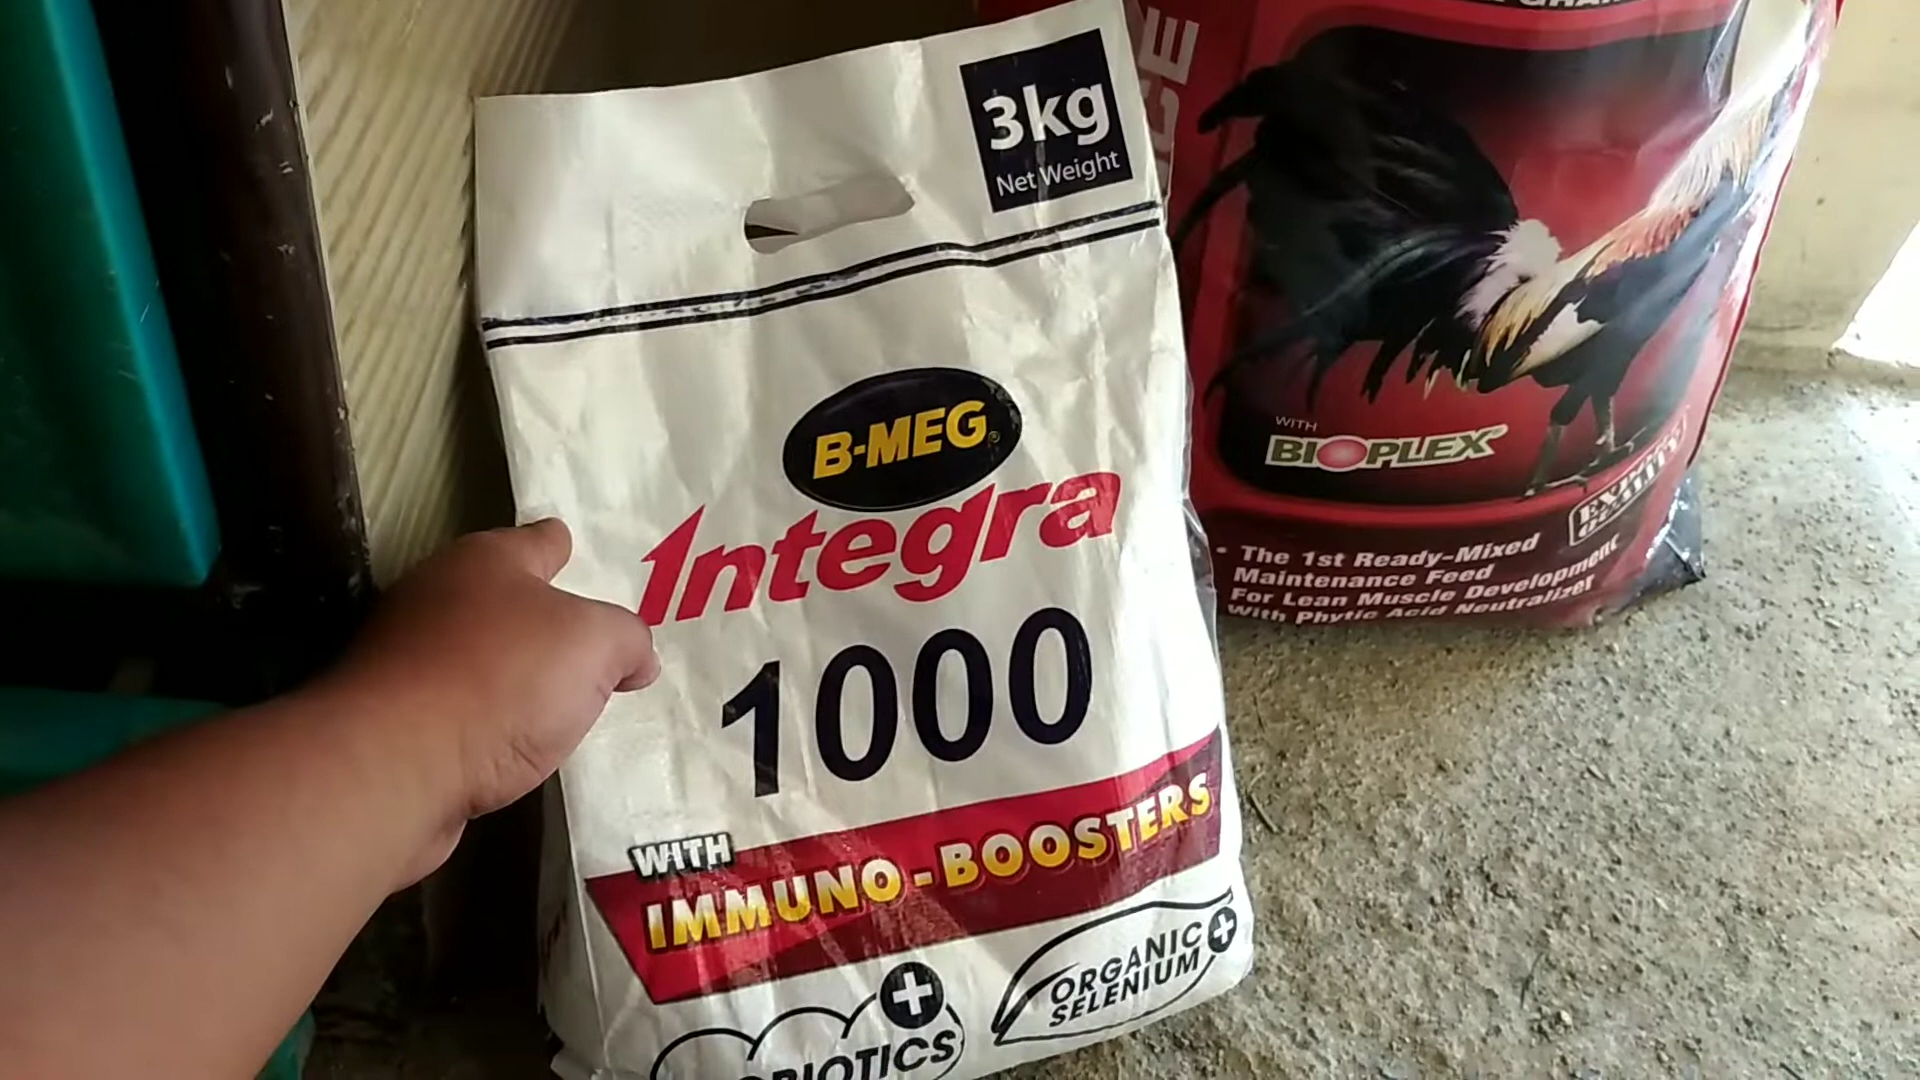 3kg
Net Weight
B-MEG
Integra
1000
WITH
IMMUNO-BOOSTERS
ORGANIC
SELENIUM
WITH
BIOPLEX
• The 1st Ready-Mixed
Maintenance Feed
For Lean Muscle Development
With Phytic Acid Neutralizer